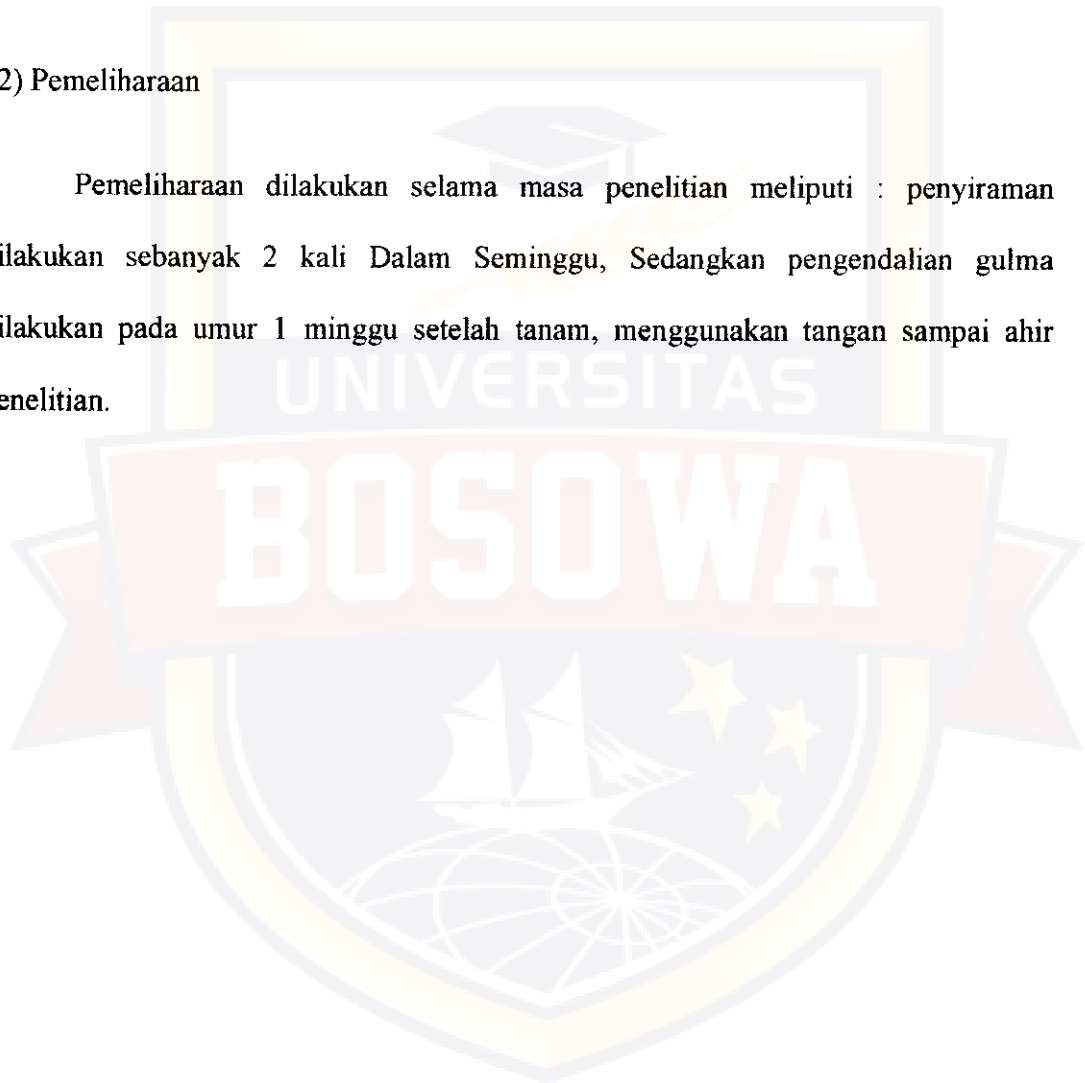 2) Pemeliharaan
Pemeliharaan dilakukan selama masa penelitian meliputi : penyiraman
ilakukan sebanyak 2 kali Dalam Seminggu, Sedangkan pengendalian gulma
ilakukan pada umur 1 minggu setelah tanam, menggunakan tangan sampai ahir
enelitian.
UNIVERSITAS
BOSOWA